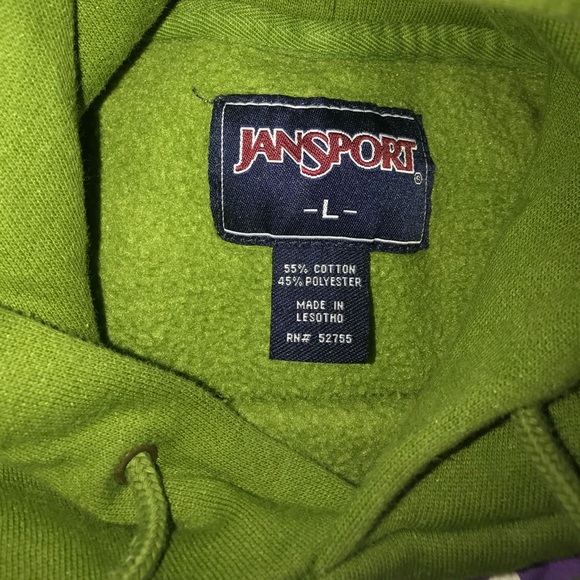 JANSPORT
©
-L-
55% COTTON
45% POLYESTER
MADE IN
LESOTHO
RN# 52755